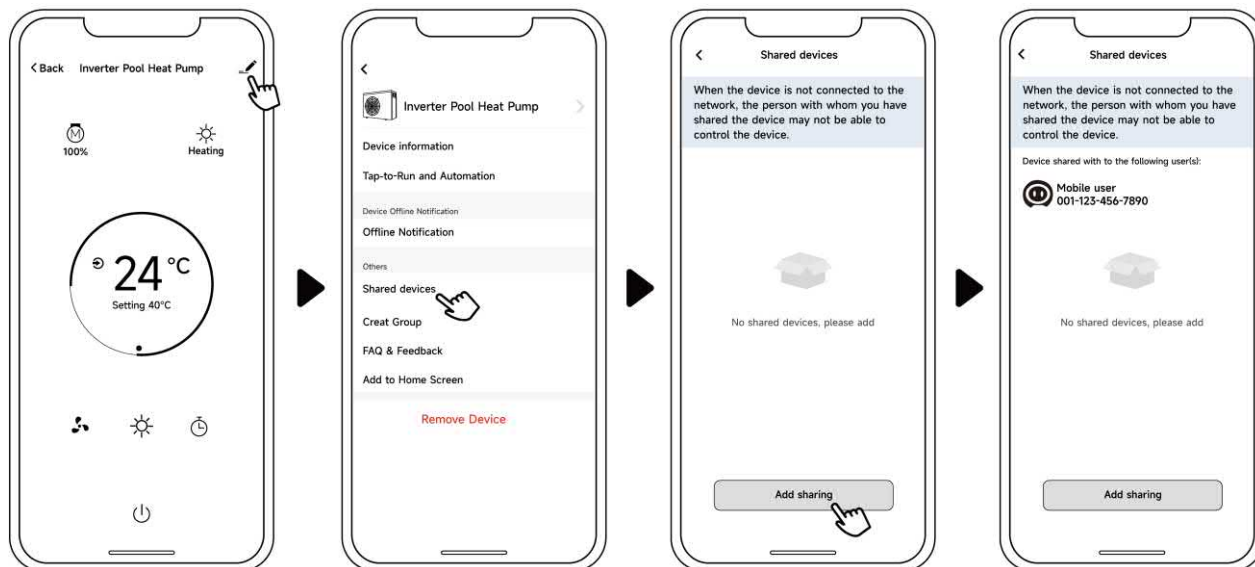 < Back Inverter Pool Heat Pump
M
100%
Heating
24 °C
Setting 40°C
<
Inverter Pool Heat Pump >
Device information
Tap-to-Run and Automation
Device Offline Notification
Offline Notification
Others
Shared devices
Creat Group
FAQ & Feedback
Add to Home Screen
Remove Device
< Shared devices
When the device is not connected to the
network, the person with whom you have
shared the device may not be able to
control the device.
No shared devices, please add
Add sharing
< Shared devices
When the device is not connected to the
network, the person with whom you have
shared the device may not be able to
control the device.
Device shared with to the following user(s):
Mobile user
001-123-456-7890
No shared devices, please add
Add sharing